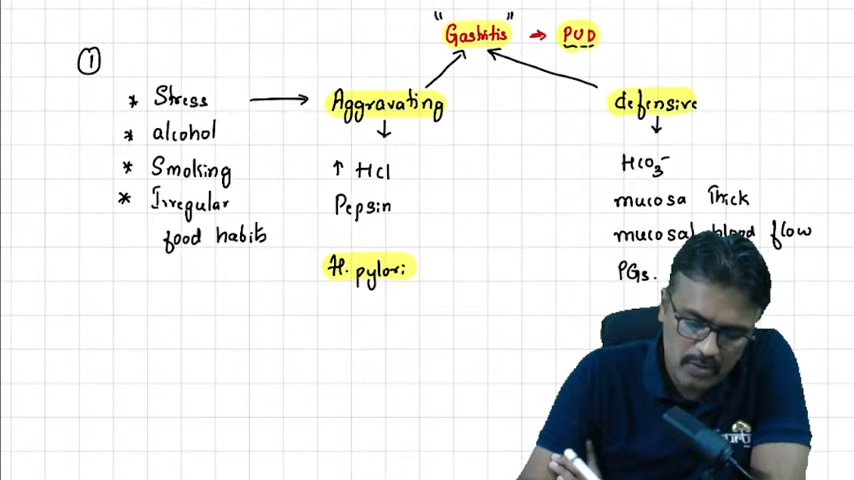 "Gastritis" → PUD
①
* Stress → Aggravating
defensive
* alcohol
* Smoking
* Irregular
food habits
↑ Hcl
Pepsin
H. pylori
Hco₃⁻
mucosa Thick
mucosal blood flow
PGs.